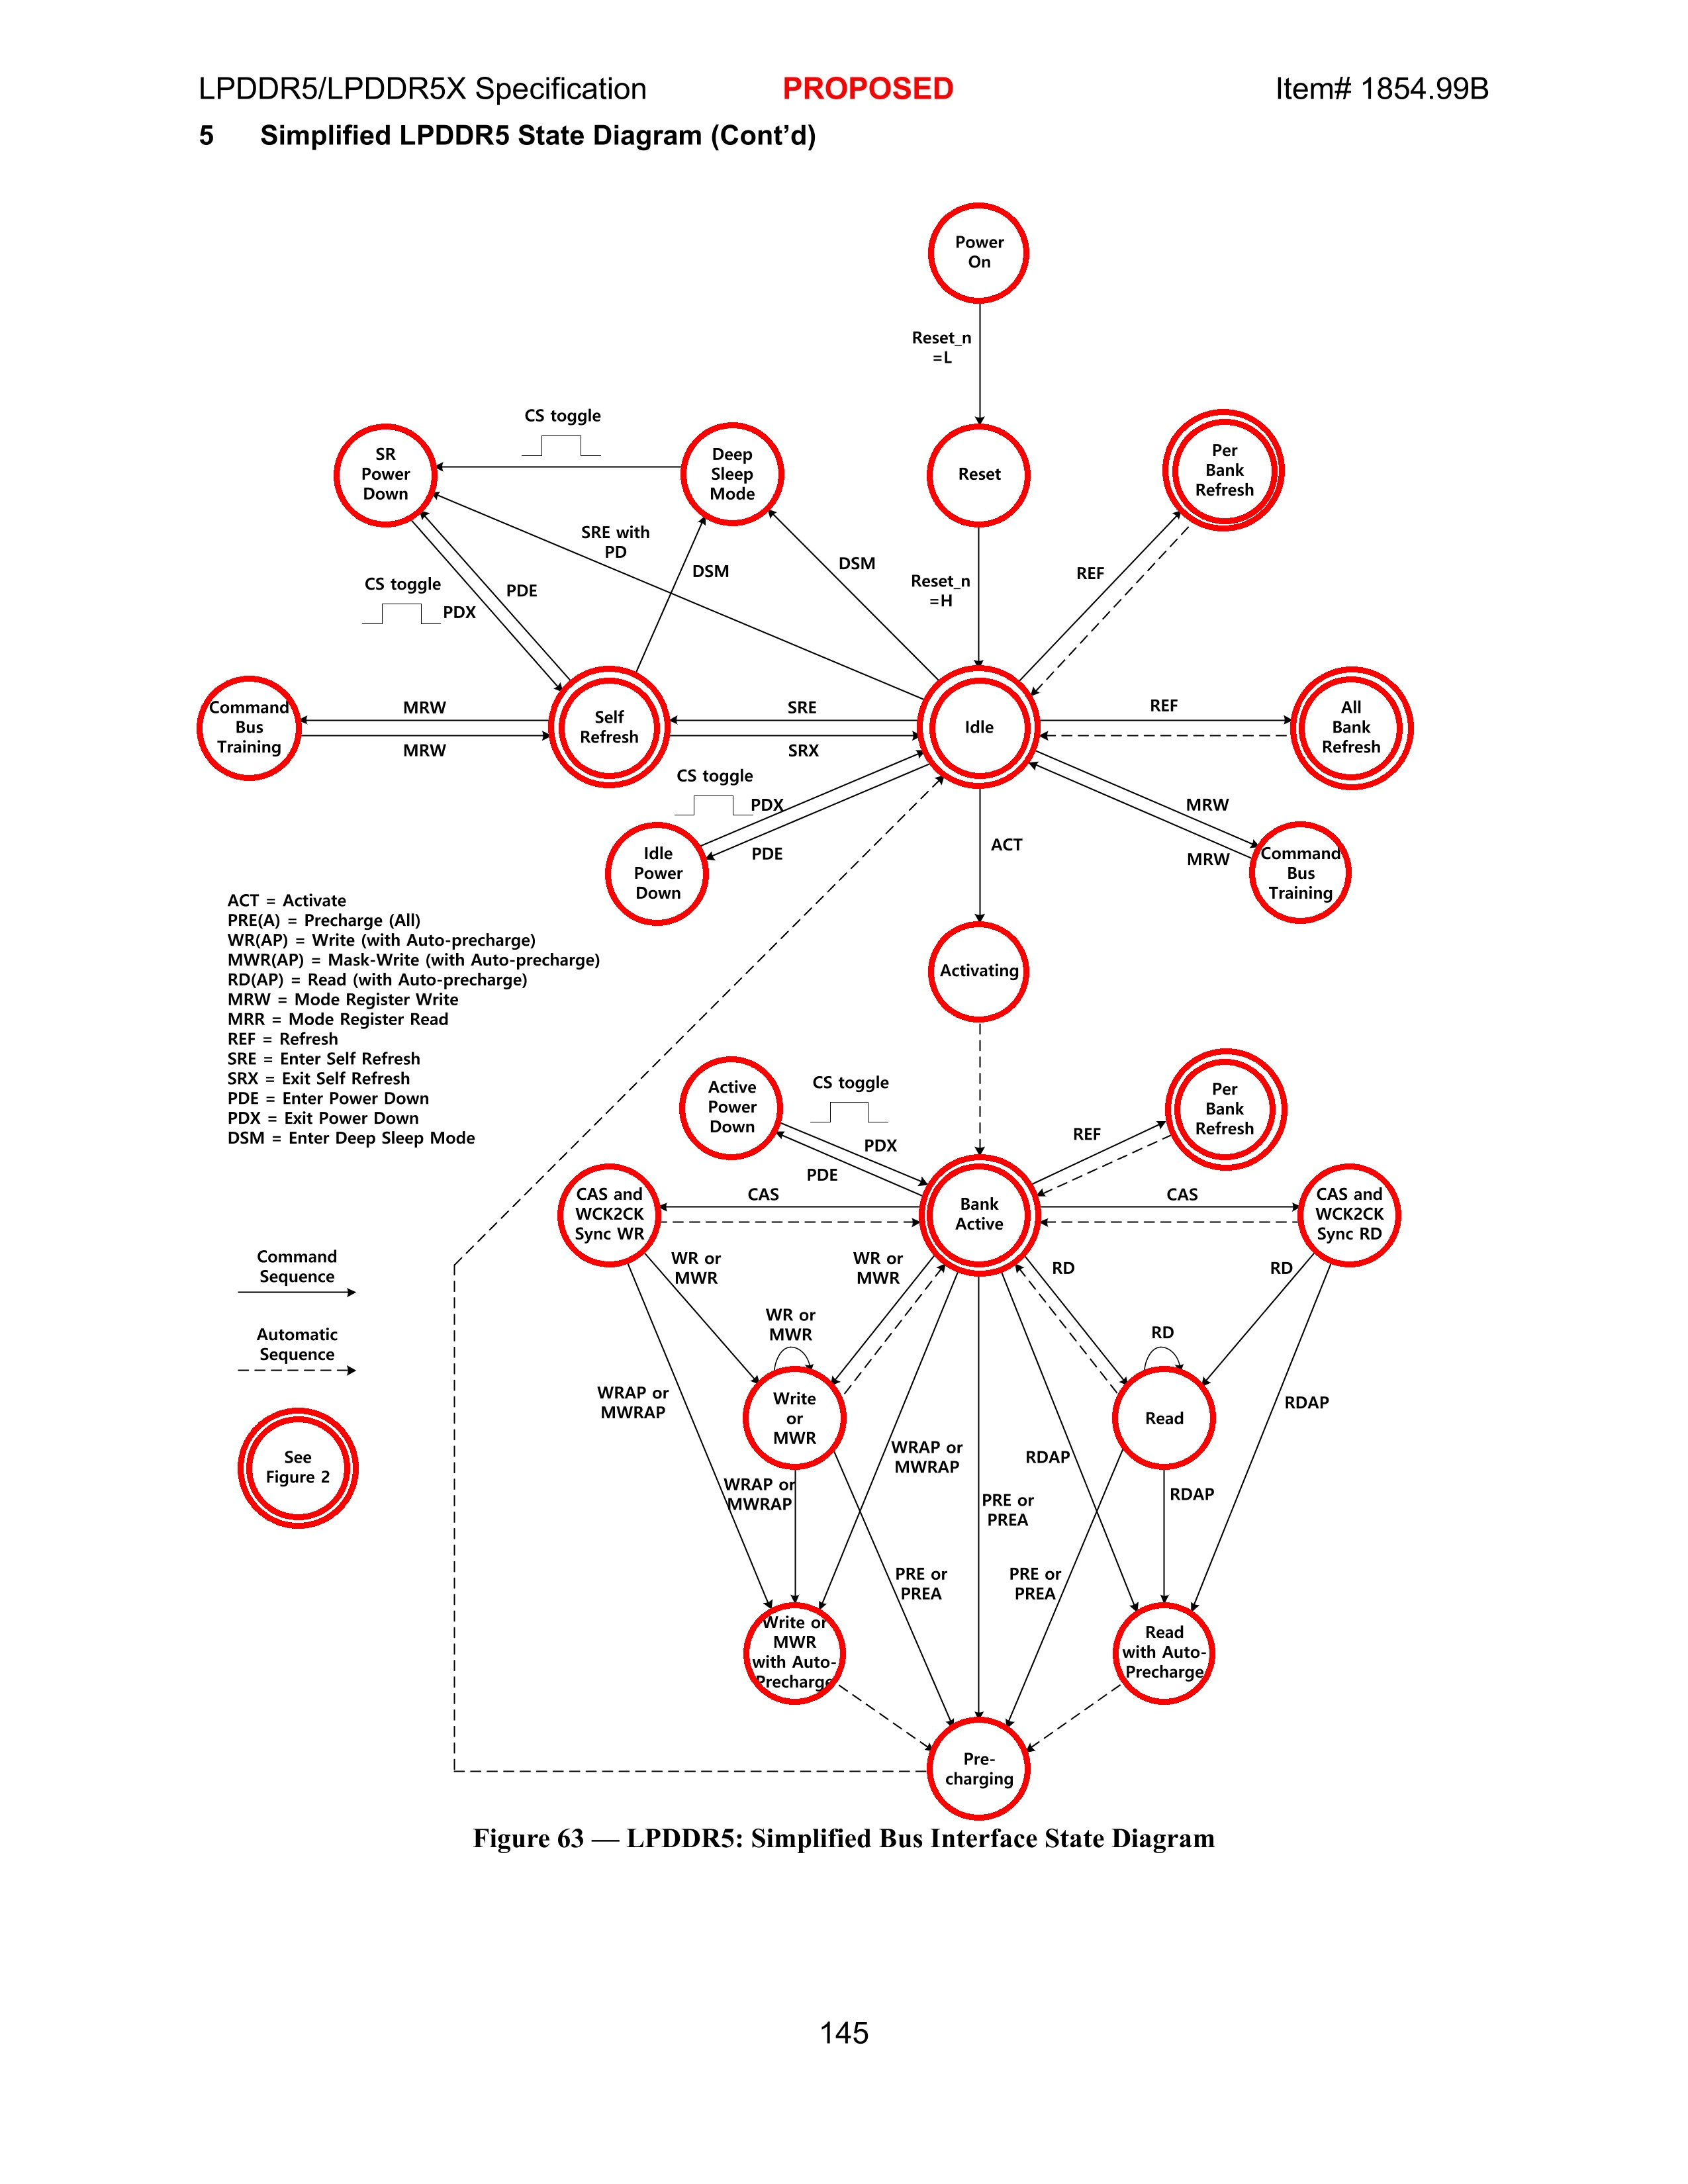 LPDDR5/LPDDR5X Specification PROPOSED Item# 1854.99B
5 Simplified LPDDR5 State Diagram (Cont’d)
Power
On
Reset_n
=L
CS toggle
SR
Power
Down
Deep
Sleep
Mode
Reset
Per
Bank
Refresh
SRE with
PD
DSM
DSM
CS toggle
PDX
PDE
Reset_n
=H
REF
Command
Bus
Training
MRW
MRW
Self
Refresh
SRE
SRX
Idle
REF
All
Bank
Refresh
CS toggle
PDX
PDE
Idle
Power
Down
ACT
MRW
MRW
Command
Bus
Training
ACT = Activate
PRE(A) = Precharge (All)
WR(AP) = Write (with Auto-precharge)
MWR(AP) = Mask-Write (with Auto-precharge)
RD(AP) = Read (with Auto-precharge)
MRW = Mode Register Write
MRR = Mode Register Read
REF = Refresh
SRE = Enter Self Refresh
SRX = Exit Self Refresh
PDE = Enter Power Down
PDX = Exit Power Down
DSM = Enter Deep Sleep Mode
Activating
Active
Power
Down
CS toggle
PDX
PDE
REF
Per
Bank
Refresh
CAS and
WCK2CK
Sync WR
CAS
Bank
Active
CAS
CAS and
WCK2CK
Sync RD
Command
Sequence
Automatic
Sequence
See
Figure 2
WR or
MWR
WR or
MWR
RD
RD
WR or
MWR
RD
WRAP or
MWRAP
Write
or
MWR
Read
RDAP
WRAP or
MWRAP
WRAP or
MWRAP
RDAP
RDAP
PRE or
PREA
PRE or
PREA
PRE or
PREA
Write or
MWR
with Auto-
Precharge
Read
with Auto-
Precharge
Pre-
charging
Figure 63 — LPDDR5: Simplified Bus Interface State Diagram
145